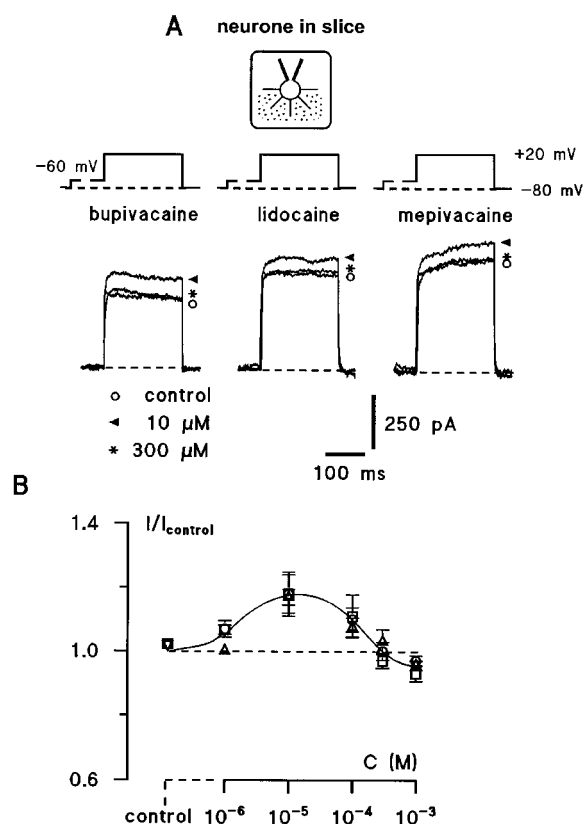 A neurone in slice
-60 mV
+20 mV
-80 mV
bupivacaine lidocaine mepivacaine
◄ ◄ ◄
* * *
o o o
o control
◄ 10 μM
* 300 μM
250 pA
100 ms
B
I/Icontrol
1.4
1.0
0.6
C (M)
control 10⁻⁶ 10⁻⁵ 10⁻⁴ 10⁻³